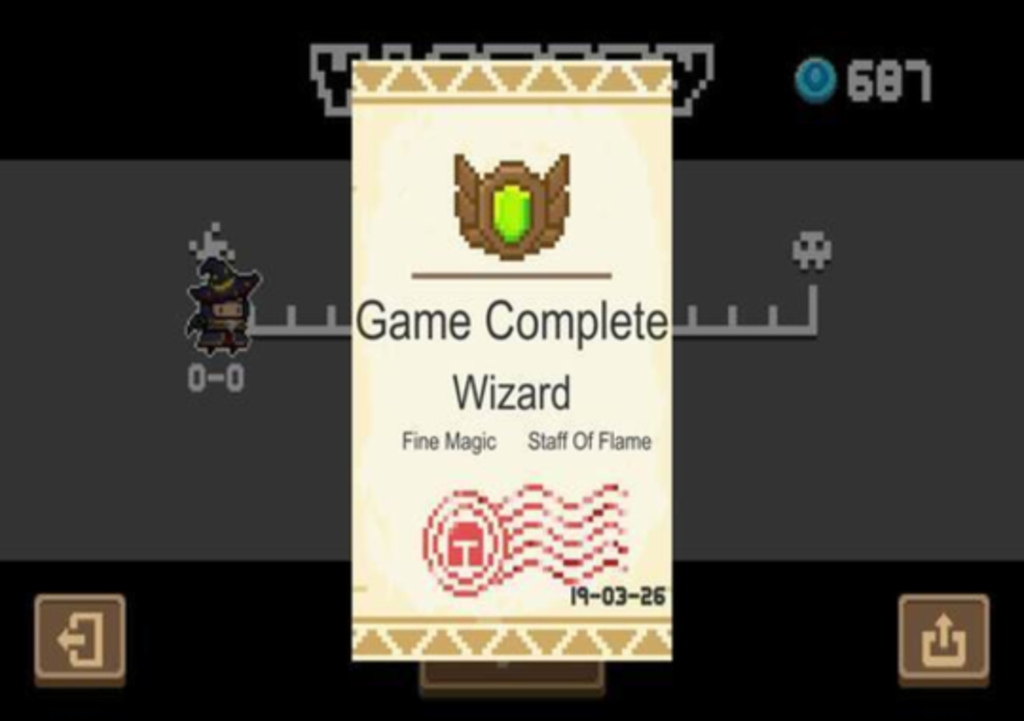 687
Game Complete
Wizard
Fine Magic Staff Of Flame
0-0
T
19-03-26